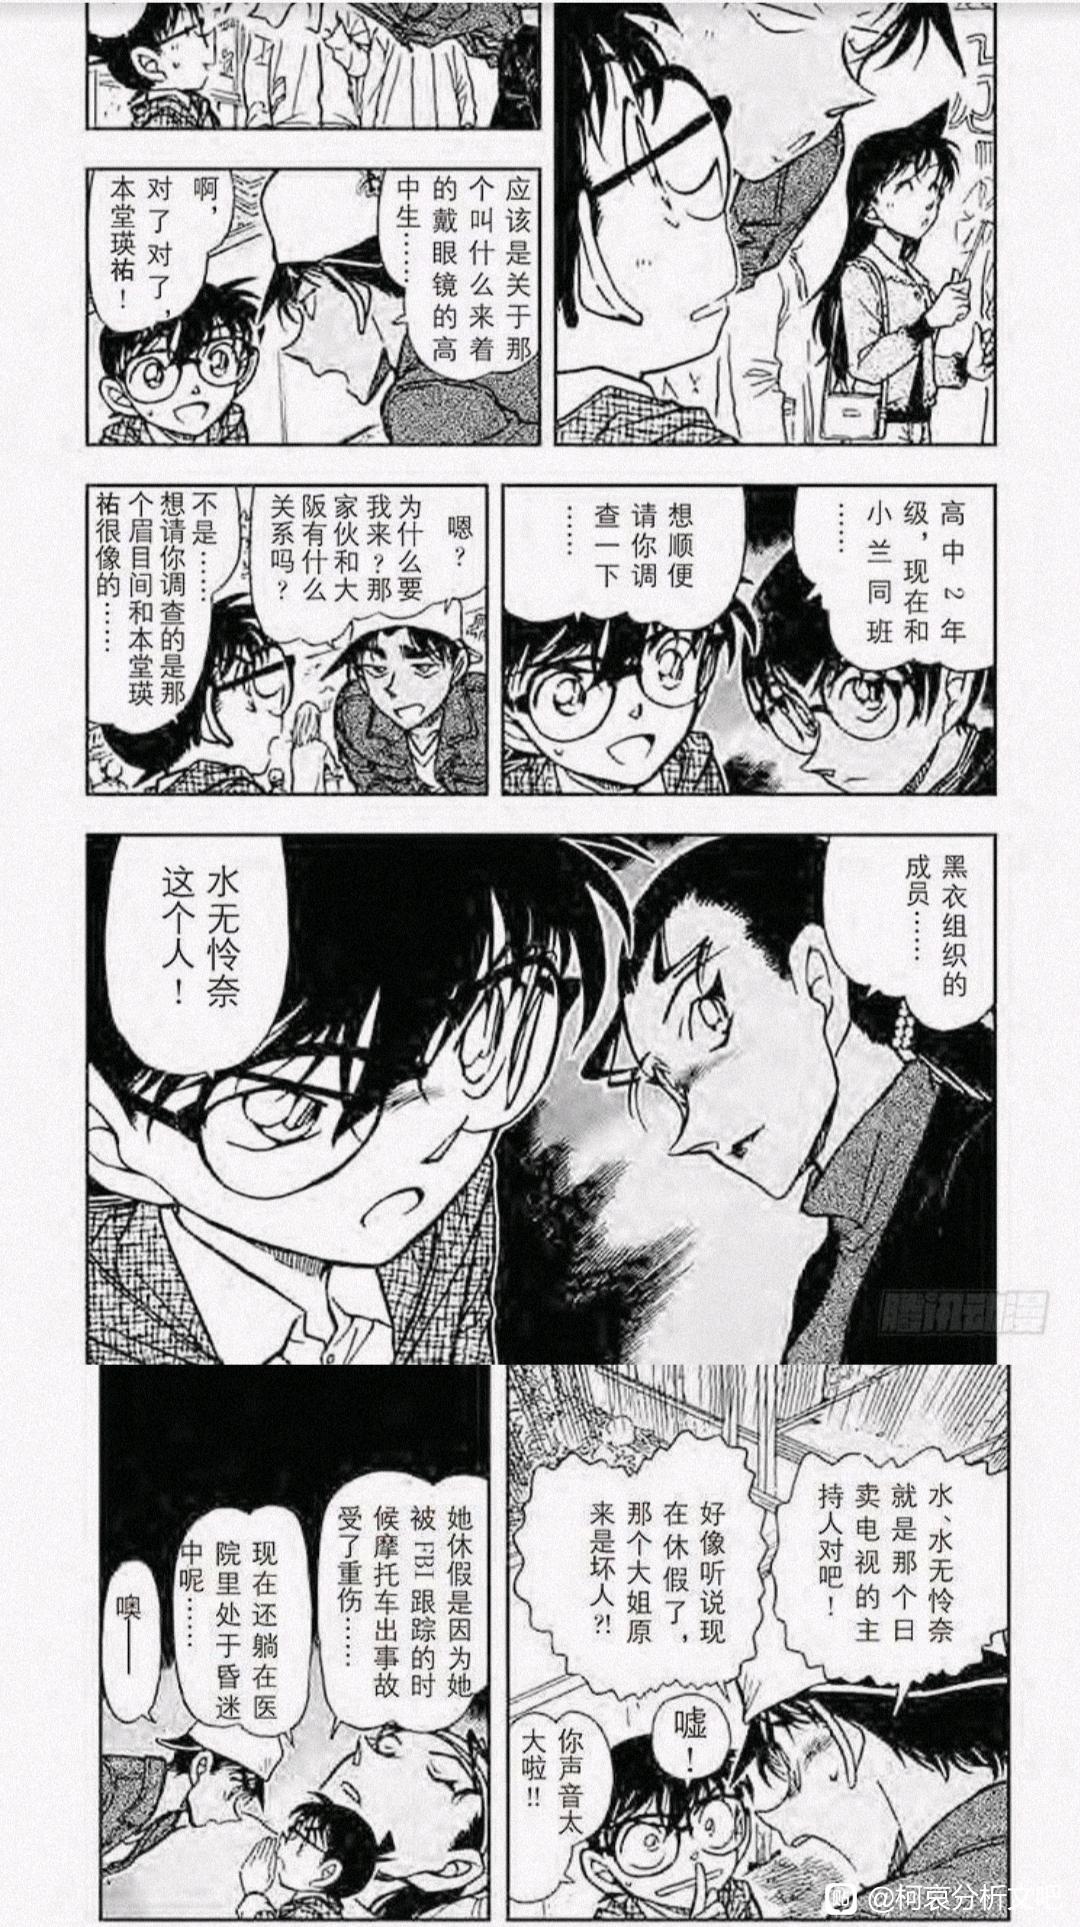 应该是关于那
个叫什么来着
的戴眼镜的高
中生……
啊，
对了对了，
本堂瑛祐！
高中2年
级，现在和
小兰同班
……
想顺便
请你调
查一下
……
嗯？
为什么要
我来？那
家伙和大
阪有什么
关系吗？
不是……
想请你调查的是那
个眉目间和本堂瑛
祐很像的……
黑衣组织的
成员……
水无怜奈
这个人！
腾讯动漫
水、水无怜奈
就是那个日
卖电视的主
持人对吧！
好像听说现
在休假了，
那个大姐原
来是坏人?!
嘘！
你声音太
大啦!!
她休假是因为她
被FBI跟踪的时
候摩托车出事故
受了重伤……
现在还躺在医
院里处于昏迷
中呢……
噢——
@柯哀分析文吧